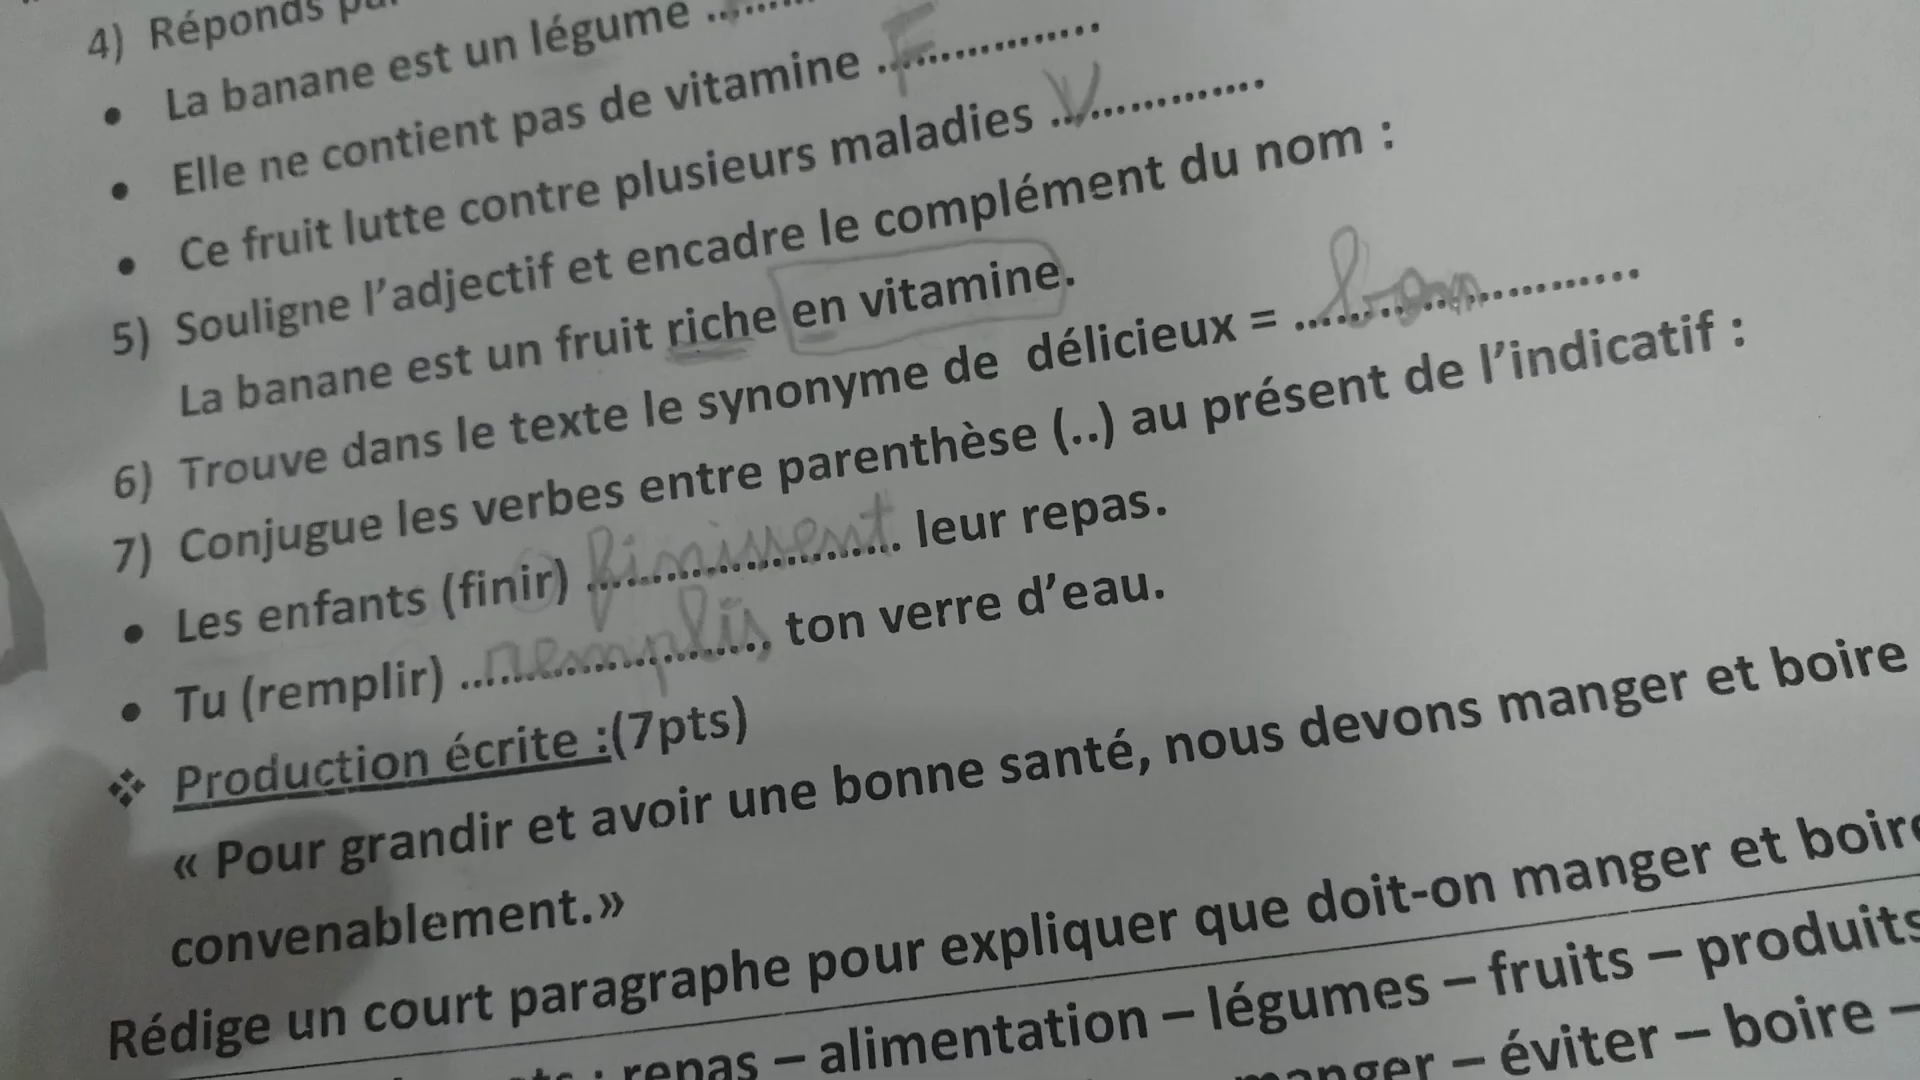 4) Réponds
• La banane est un légume ........
• Elle ne contient pas de vitamine ..F..............
• Ce fruit lutte contre plusieurs maladies ..V.............
5) Souligne l'adjectif et encadre le complément du nom :
La banane est un fruit riche en vitamine.
6) Trouve dans le texte le synonyme de délicieux = ......bon..................
7) Conjugue les verbes entre parenthèse (..) au présent de l'indicatif :
• Les enfants (finir) finissent leur repas.
• Tu (remplir) remplis, ton verre d'eau.
❖ Production écrite :(7pts)
« Pour grandir et avoir une bonne santé, nous devons manger et boire
convenablement.»
Rédige un court paragraphe pour expliquer que doit-on manger et boire
: repas – alimentation – légumes – fruits – produits
manger – éviter – boire –